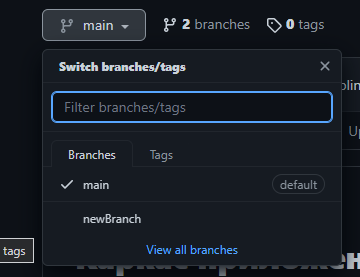 main
2 branches
0 tags
Switch branches/tags
Filter branches/tags
Branches
Tags
main
default
newBranch
View all branches
tags